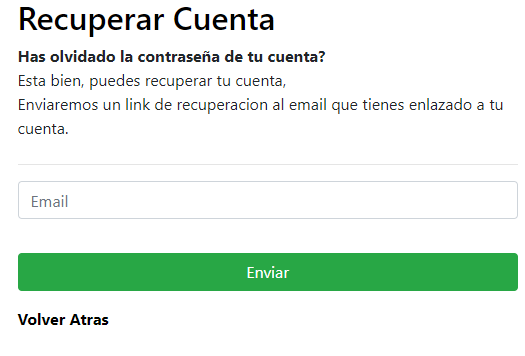 Recuperar Cuenta
Has olvidado la contraseña de tu cuenta?
Esta bien, puedes recuperar tu cuenta,
Enviaremos un link de recuperacion al email que tienes enlazado a tu
cuenta.
Email
Enviar
Volver Atras